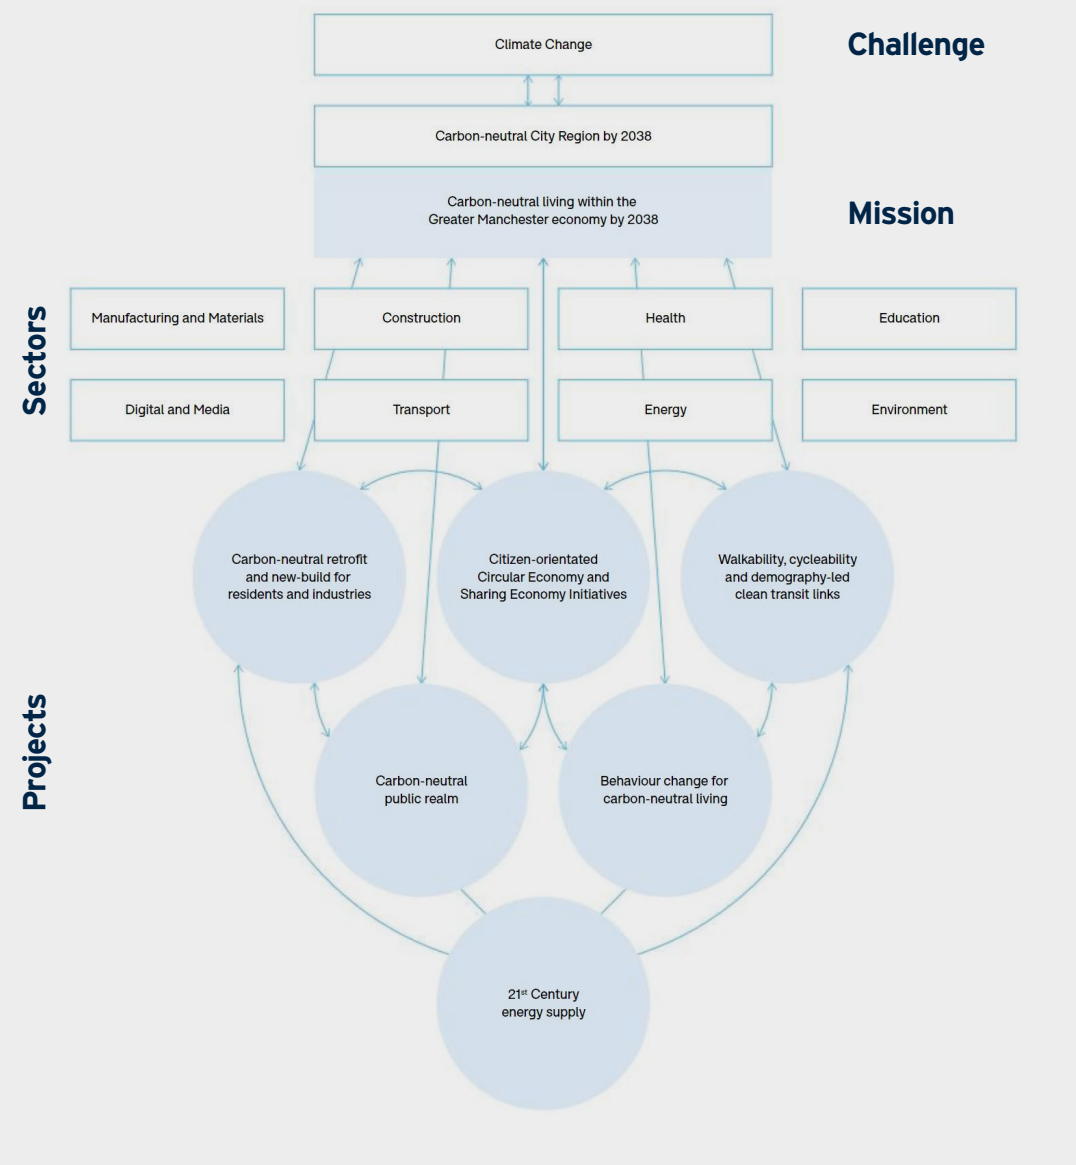 Climate Change
Challenge
Carbon-neutral City Region by 2038
Carbon-neutral living within the
Greater Manchester economy by 2038
Mission
Sectors
Manufacturing and Materials
Construction
Health
Education
Digital and Media
Transport
Energy
Environment
Projects
Carbon-neutral retrofit
and new-build for
residents and industries
Citizen-orientated
Circular Economy and
Sharing Economy Initiatives
Walkability, cycleability
and demography-led
clean transit links
Carbon-neutral
public realm
Behaviour change for
carbon-neutral living
21st Century
energy supply